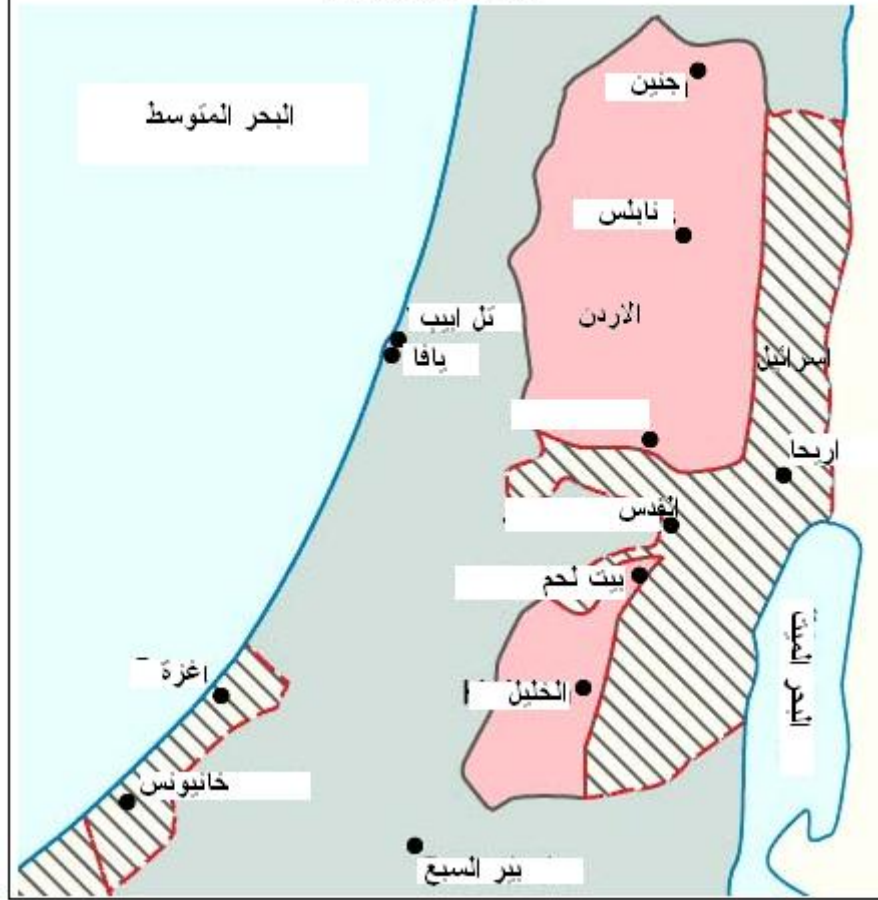 البحر المتوسط
جنين
نابلس
الاردن
تل ابيب
يافا
اسرائيل
اريحا
القدس
بيت لحم
البحر الميت
غزة
الخليل
خانيونس
بير السبع